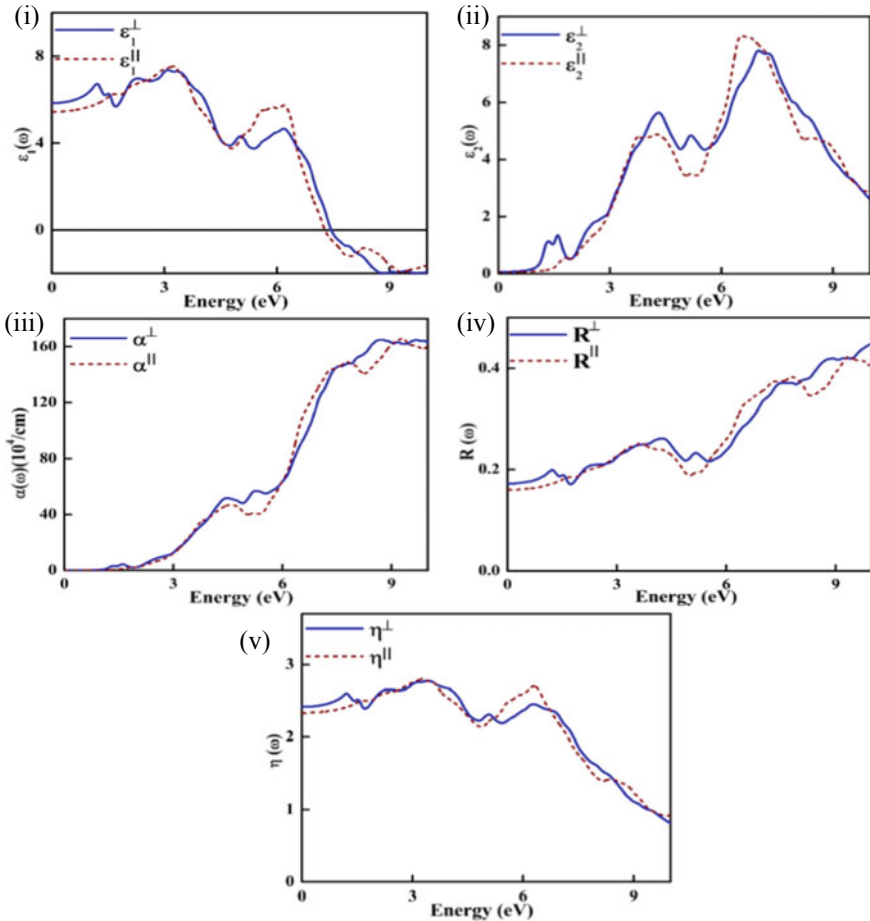 (i)
ε₁⊥
ε₁||
8
4
0
ε₁(ω)
0 3 6 9
Energy (eV)
(ii)
ε₂⊥
ε₂||
8
6
4
2
0
ε₂(ω)
0 3 6 9
Energy (eV)
(iii)
α⊥
α||
160
120
80
40
0
α(ω)(10⁴/cm)
0 3 6 9
Energy (eV)
(iv)
R⊥
R||
0.4
0.2
0.0
R (ω)
0 3 6 9
Energy (eV)
(v)
η⊥
η||
3
2
1
0
η (ω)
0 3 6 9
Energy (eV)